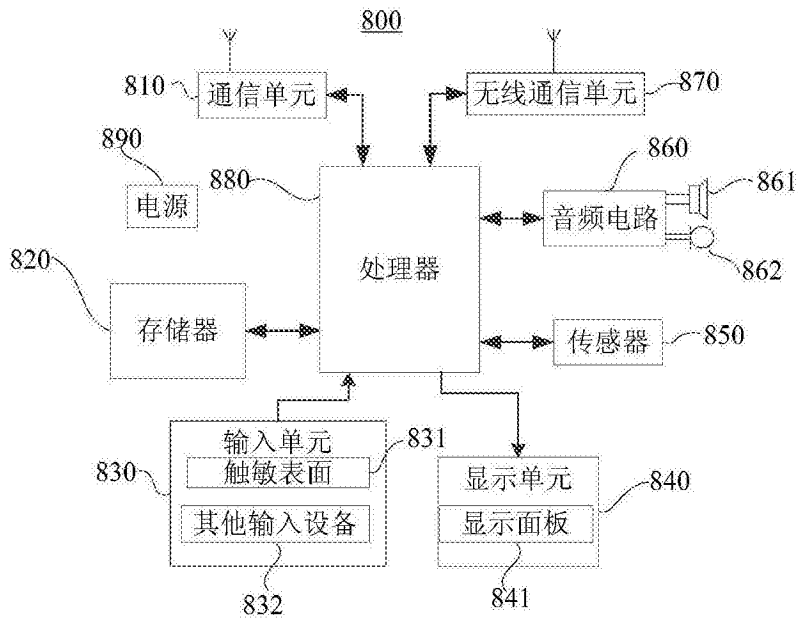 800
810
通信单元
无线通信单元
870
890
电源
880
处理器
860
音频电路
861
862
820
存储器
传感器
850
输入单元
831
830
触敏表面
其他输入设备
832
显示单元
840
显示面板
841